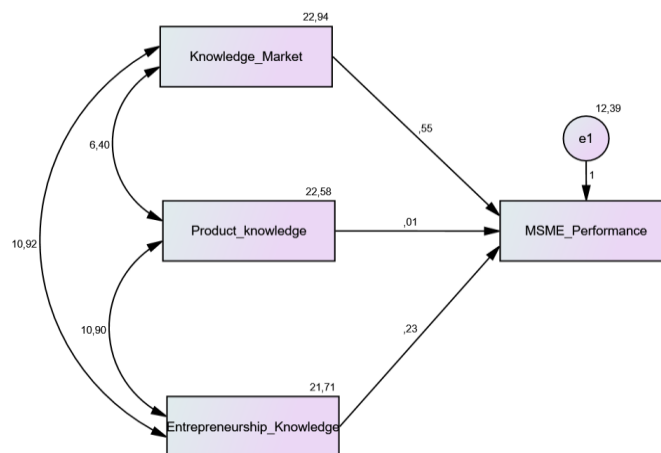 22,94
Knowledge_Market
12,39
e1
,55
1
6,40
22,58
Product_knowledge
,01
MSME_Performance
10,92
10,90
,23
21,71
Entrepreneurship_Knowledge